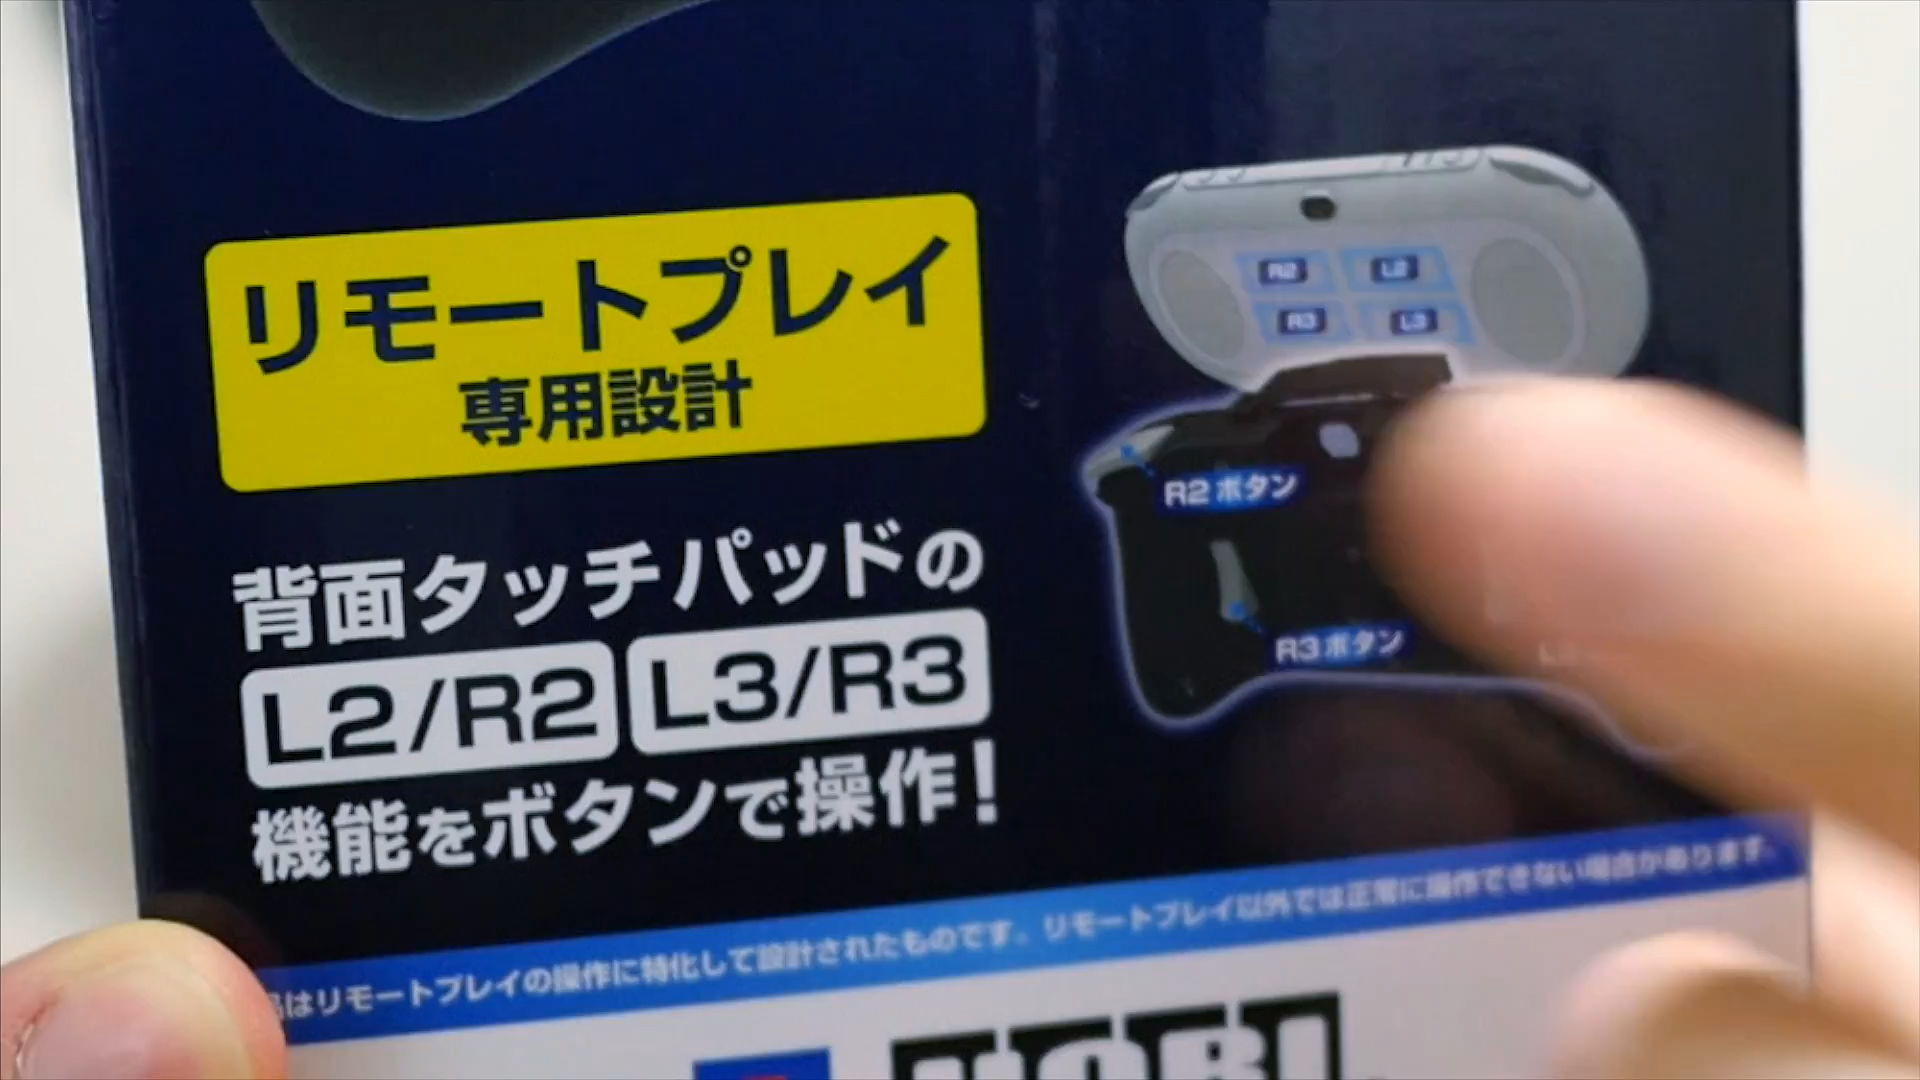 リモートプレイ
専用設計
背面タッチパッドの
L2/R2 L3/R3
機能をボタンで操作!
R2 L2
R3 L3
R2 ボタン
R3 ボタン
はリモートプレイの操作に特化して設計されたものです。リモートプレイ以外では正常に操作できない場合があります。
HORI